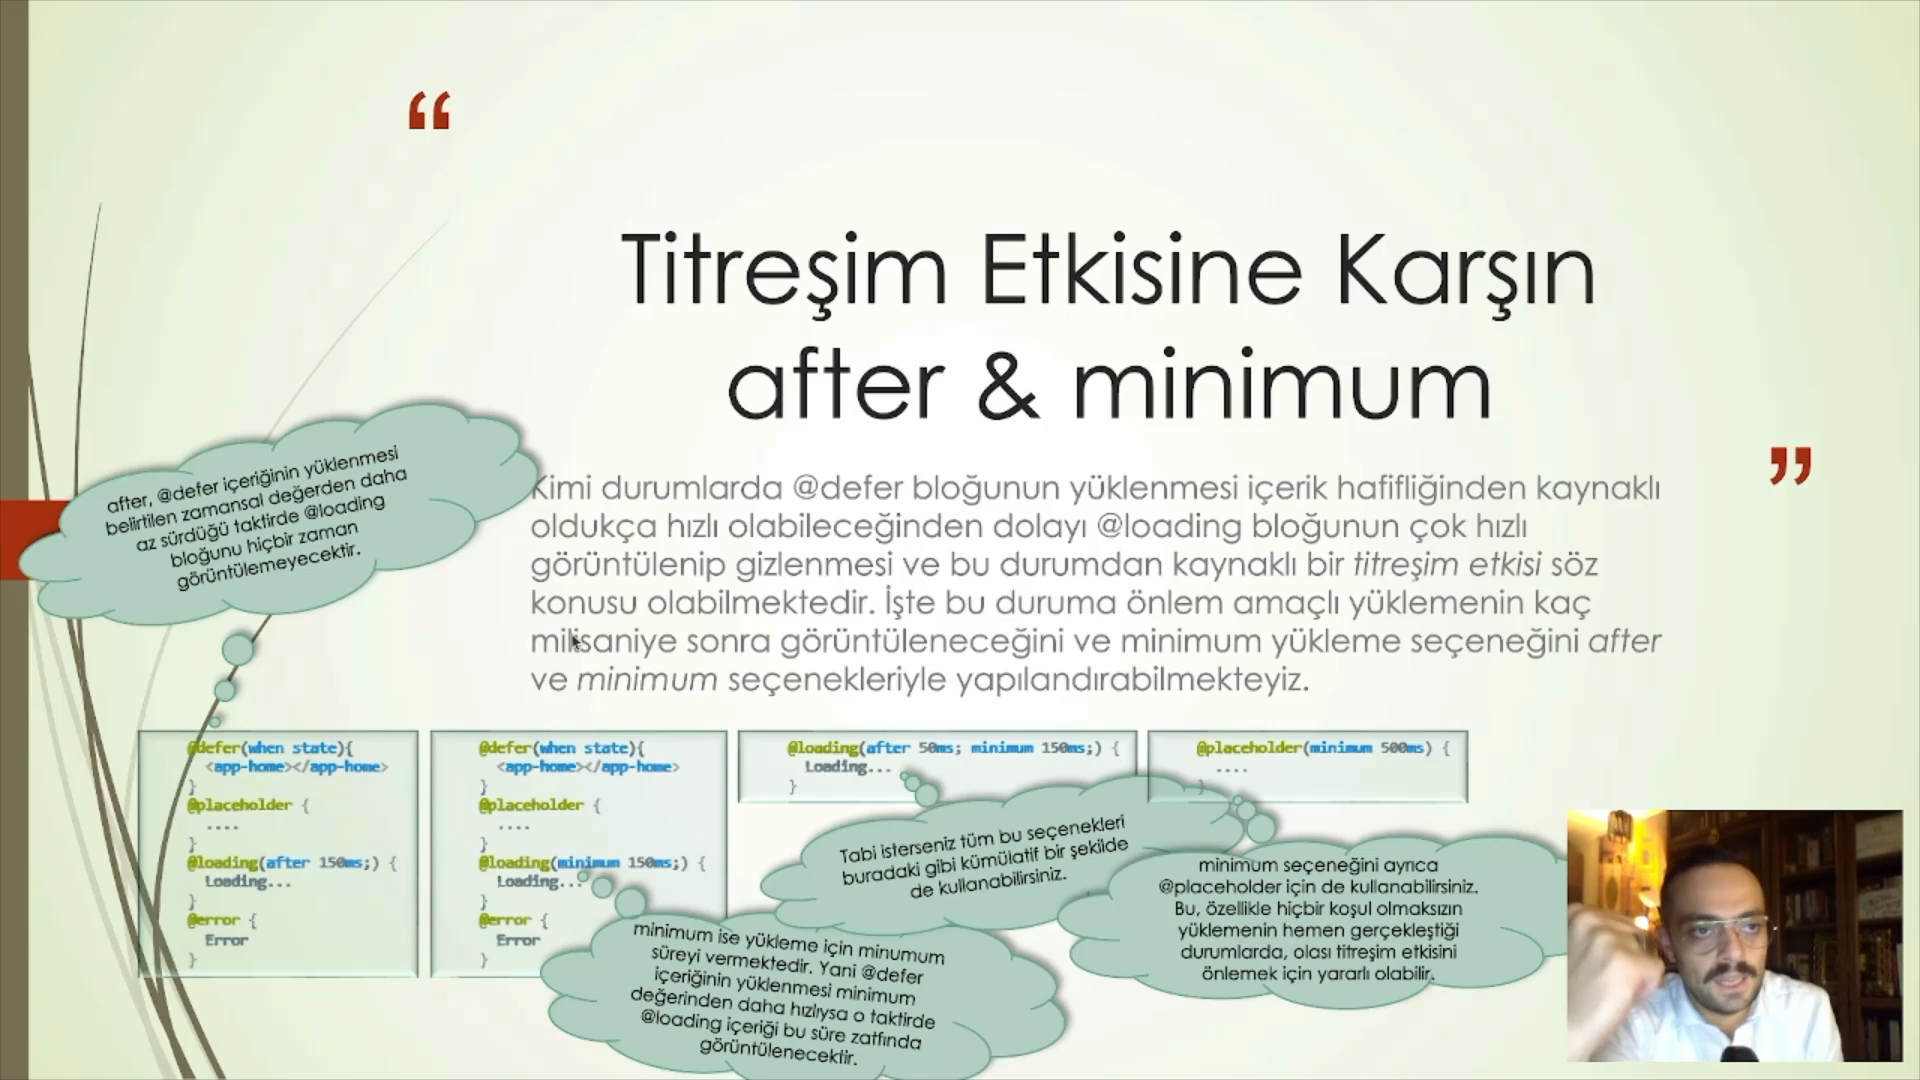 “
Titreşim Etkisine Karşın
after & minimum
”
after, @defer içeriğinin yüklenmesi
belirtilen zamansal değerden daha
az sürdüğü taktirde @loading
bloğunu hiçbir zaman
görüntülemeyecektir.
Kimi durumlarda @defer bloğunun yüklenmesi içerik hafifliğinden kaynaklı
oldukça hızlı olabileceğinden dolayı @loading bloğunun çok hızlı
görüntülenip gizlenmesi ve bu durumdan kaynaklı bir titreşim etkisi söz
konusu olabilmektedir. İşte bu duruma önlem amaçlı yüklemenin kaç
milisaniye sonra görüntüleneceğini ve minimum yükleme seçeneğini after
ve minimum seçenekleriyle yapılandırabilmekteyiz.
@defer(when state){
<app-home></app-home>
}
@placeholder {
....
}
@loading(after 150ms;) {
Loading...
}
@error {
Error
}
@defer(when state){
<app-home></app-home>
}
@placeholder {
....
}
@loading(minimum 150ms;) {
Loading...
}
@error {
Error
}
@loading(after 50ms; minimum 150ms;) {
Loading...
}
@placeholder(minimum 500ms) {
....
}
minimum ise yükleme için minumum
süreyi vermektedir. Yani @defer
içeriğinin yüklenmesi minimum
değerinden daha hızlıysa o taktirde
@loading içeriği bu süre zatfında
görüntülenecektir.
Tabi isterseniz tüm bu seçenekleri
buradaki gibi kümülatif bir şekilde
de kullanabilirsiniz.
minimum seçeneğini ayrıca
@placeholder için de kullanabilirsiniz.
Bu, özellikle hiçbir koşul olmaksızın
yüklemenin hemen gerçekleştiği
durumlarda, olası titreşim etkisini
önlemek için yararlı olabilir.